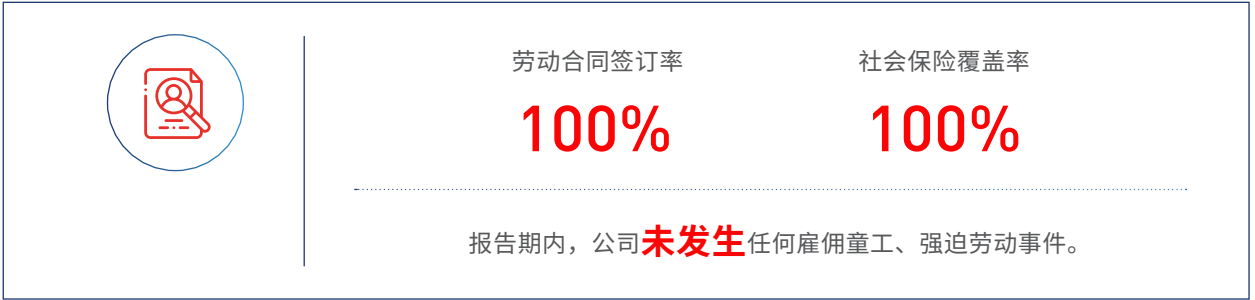 劳动合同签订率 社会保险覆盖率
100% 100%
报告期内，公司未发生任何雇佣童工、强迫劳动事件。